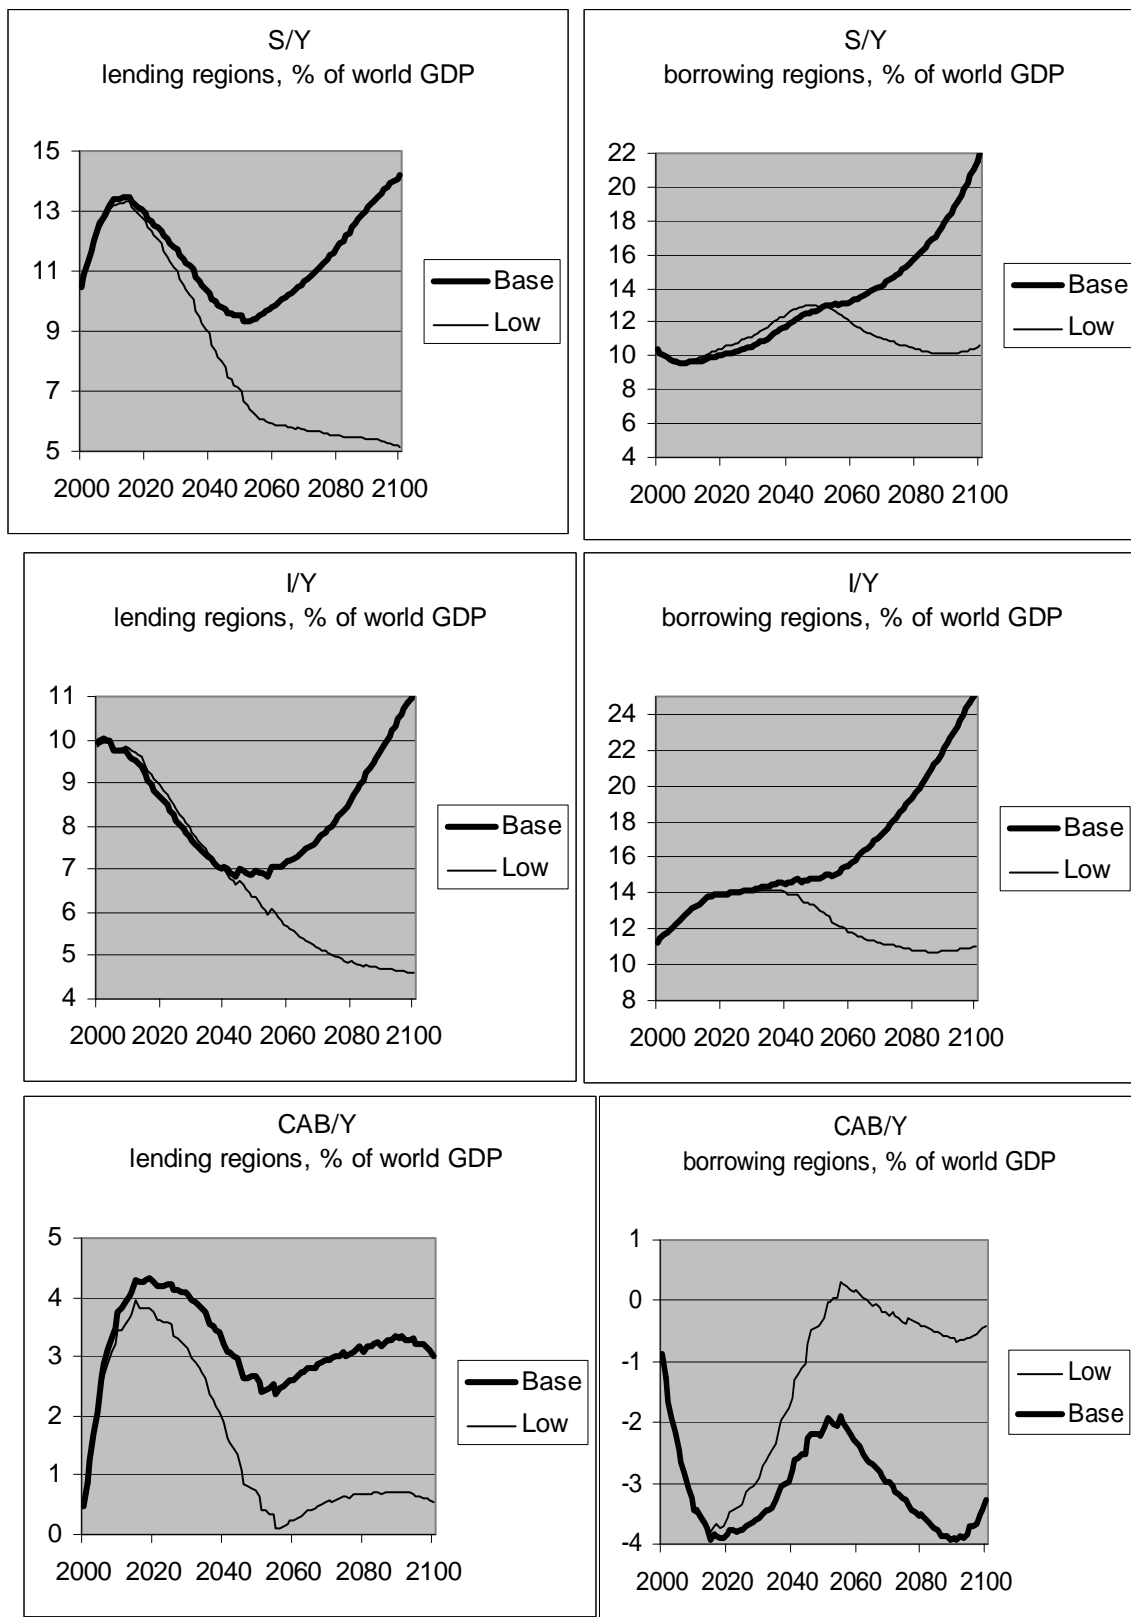 S/Y
lending regions, % of world GDP
15
13
11
9
7
5
2000 2020 2040 2060 2080 2100
Base
Low
S/Y
borrowing regions, % of world GDP
22
20
18
16
14
12
10
8
6
4
2000 2020 2040 2060 2080 2100
Base
Low
I/Y
lending regions, % of world GDP
11
10
9
8
7
6
5
4
2000 2020 2040 2060 2080 2100
Base
Low
I/Y
borrowing regions, % of world GDP
24
22
20
18
16
14
12
10
8
2000 2020 2040 2060 2080 2100
Base
Low
CAB/Y
lending regions, % of world GDP
5
4
3
2
1
0
2000 2020 2040 2060 2080 2100
Base
Low
CAB/Y
borrowing regions, % of world GDP
1
0
-1
-2
-3
-4
2000 2020 2040 2060 2080 2100
Low
Base